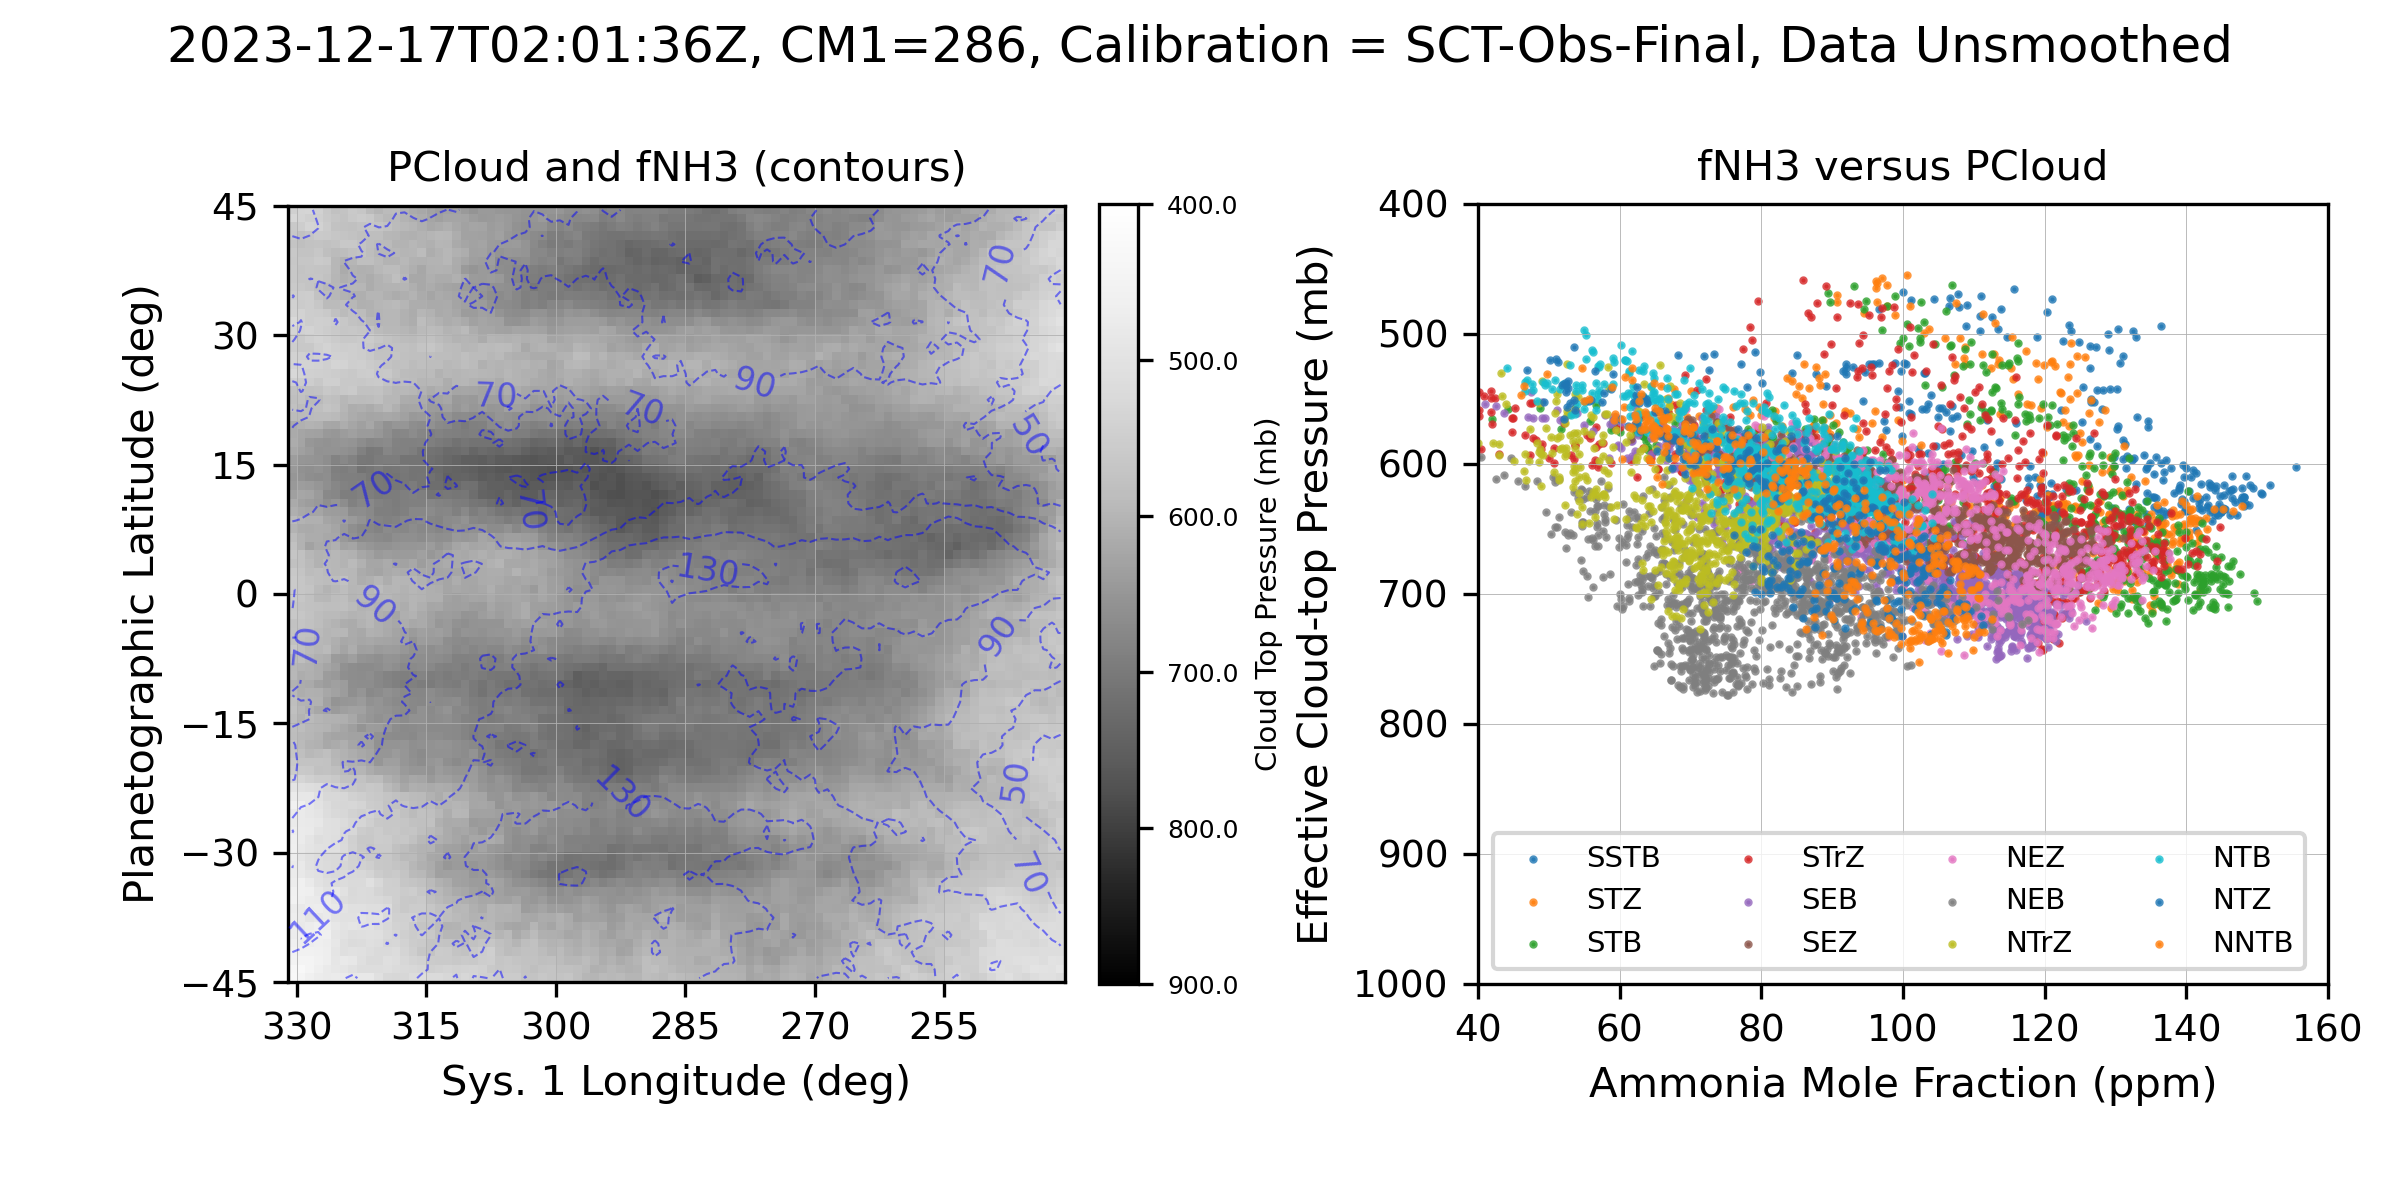 2023-12-17T02:01:36Z, CM1=286, Calibration = SCT-Obs-Final, Data Unsmoothed
PCloud and fNH3 (contours)
Planetographic Latitude (deg)
45
30
15
0
−15
−30
−45
330 315 300 285 270 255
Sys. 1 Longitude (deg)
70
70
70
90
50
70
70
130
90
70
90
130
50
70
110
400.0
500.0
600.0
700.0
800.0
900.0
Cloud Top Pressure (mb)
fNH3 versus PCloud
Effective Cloud-top Pressure (mb)
400
500
600
700
800
900
1000
SSTB STrZ NEZ NTB
STZ SEB NEB NTZ
STB SEZ NTrZ NNTB
40 60 80 100 120 140 160
Ammonia Mole Fraction (ppm)